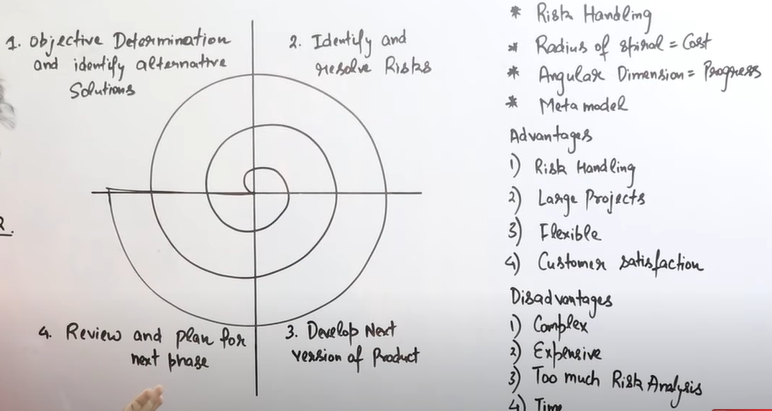 1. Objective Determination
and identify alternative
Solutions
2. Identify and
resolve Risks
4. Review and plan for
next phase
3. Develop Next
version of Product
* Risk Handling
* Radius of spiral = Cost
* Angular Dimension = Progress
* Meta model
Advantages
1) Risk Handling
2) Large Projects
3) Flexible
4) Customer satisfaction
Disadvantages
1) Complex
2) Expensive
3) Too much Risk Analysis
4) Time